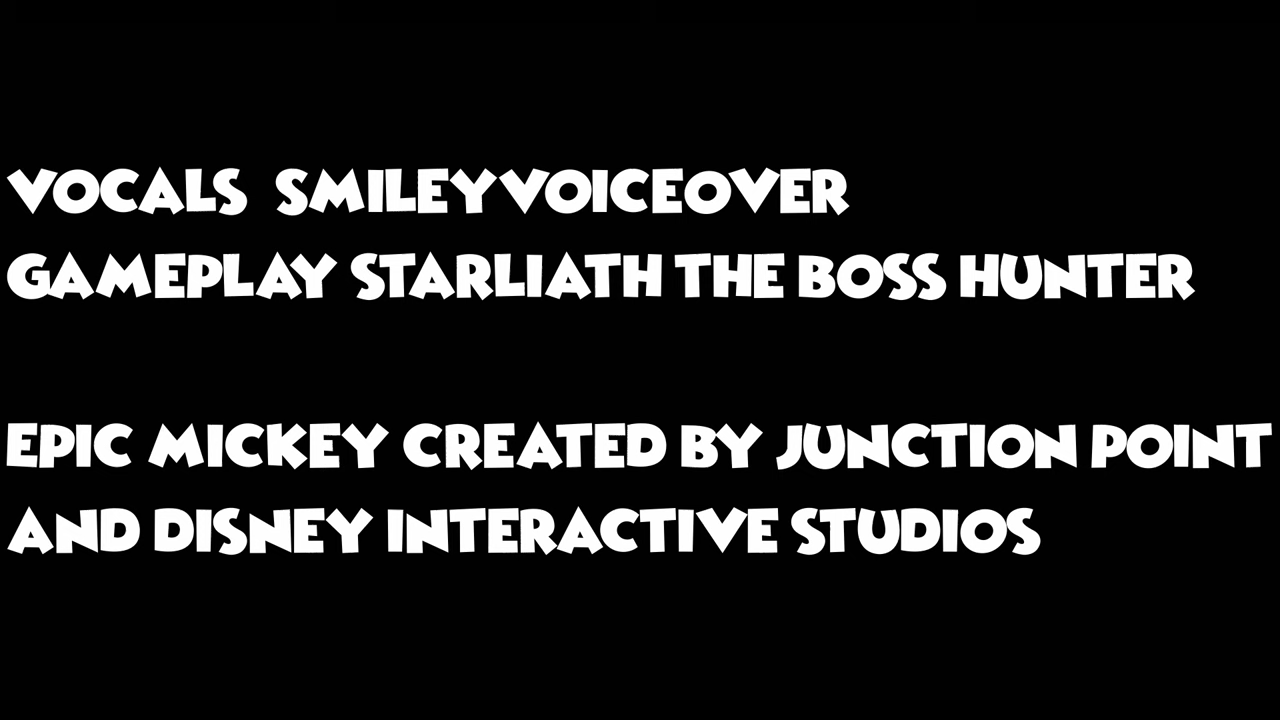 VOCALS SMILEYVOICEOVER
GAMEPLAY STARLIATH THE BOSS HUNTER
EPIC MICKEY CREATED BY JUNCTION POINT
AND DISNEY INTERACTIVE STUDIOS